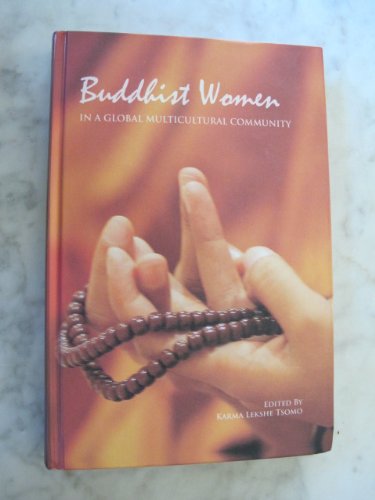 Buddhist Women
IN A GLOBAL MULTICULTURAL COMMUNITY
EDITED BY
KARMA LEKSHE TSOMO